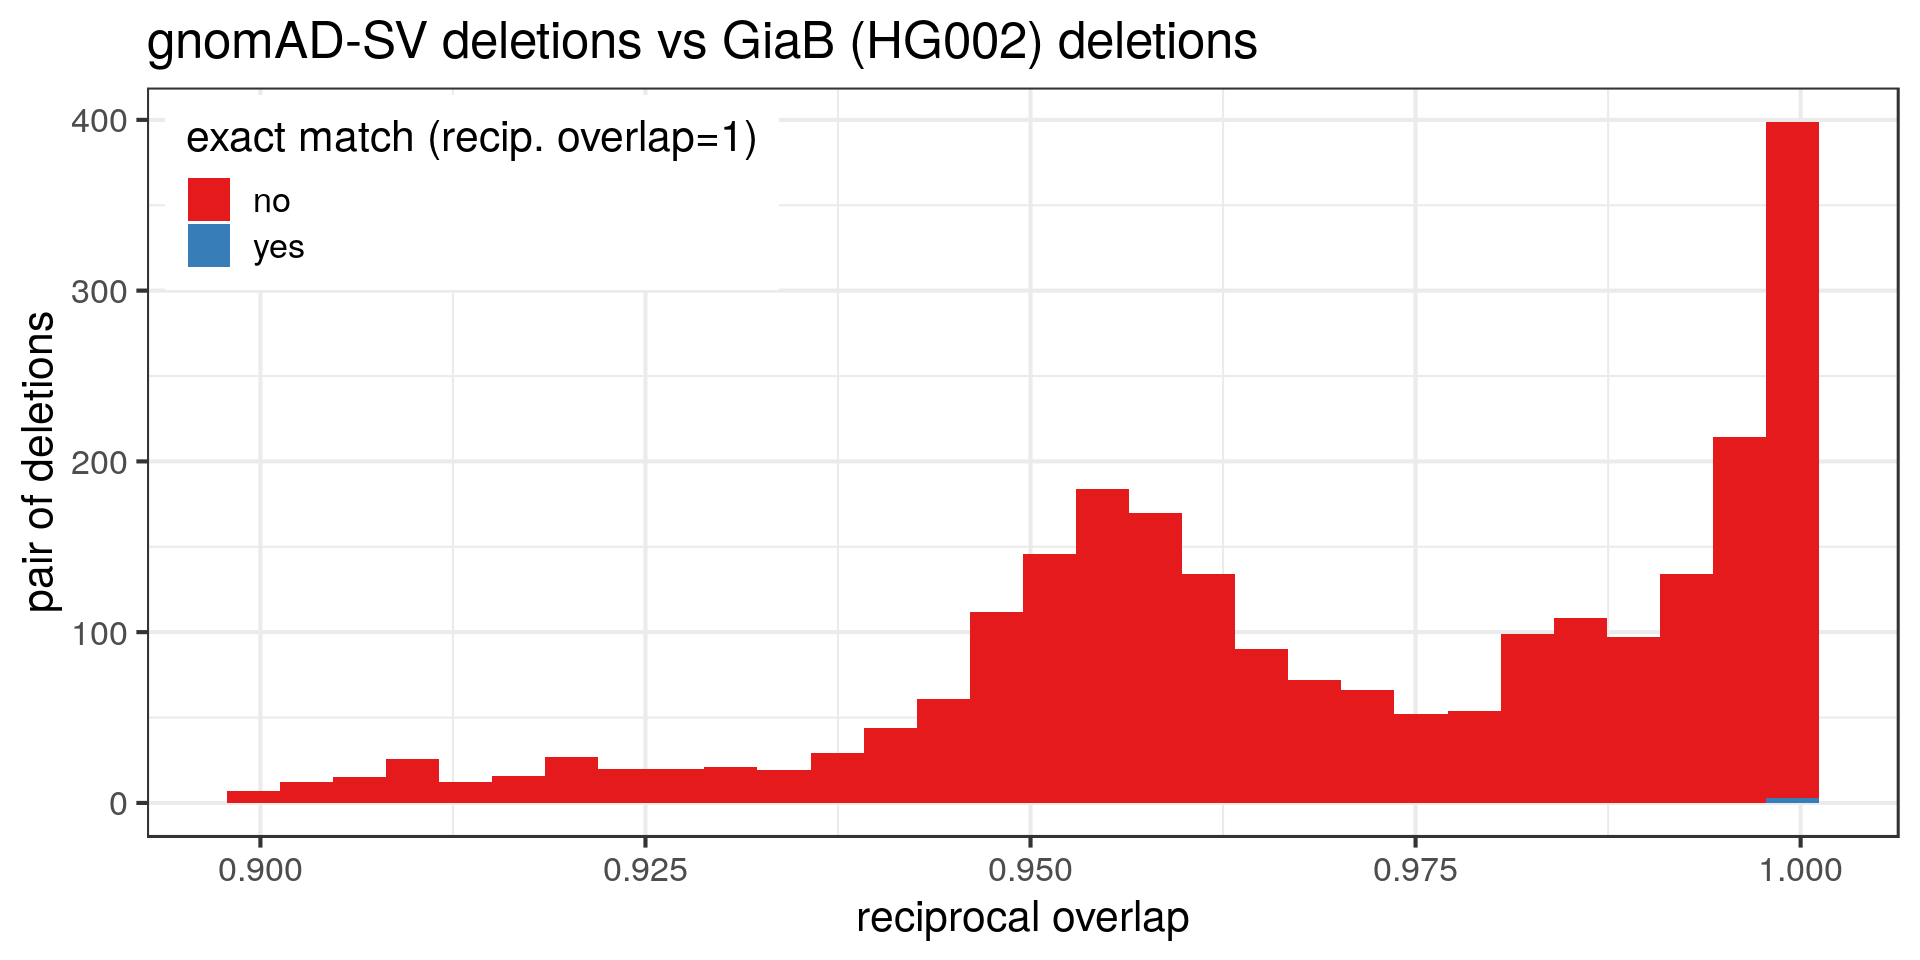 gnomAD-SV deletions vs GiaB (HG002) deletions
exact match (recip. overlap=1)
no
yes
pair of deletions
400
300
200
100
0
0.900 0.925 0.950 0.975 1.000
reciprocal overlap